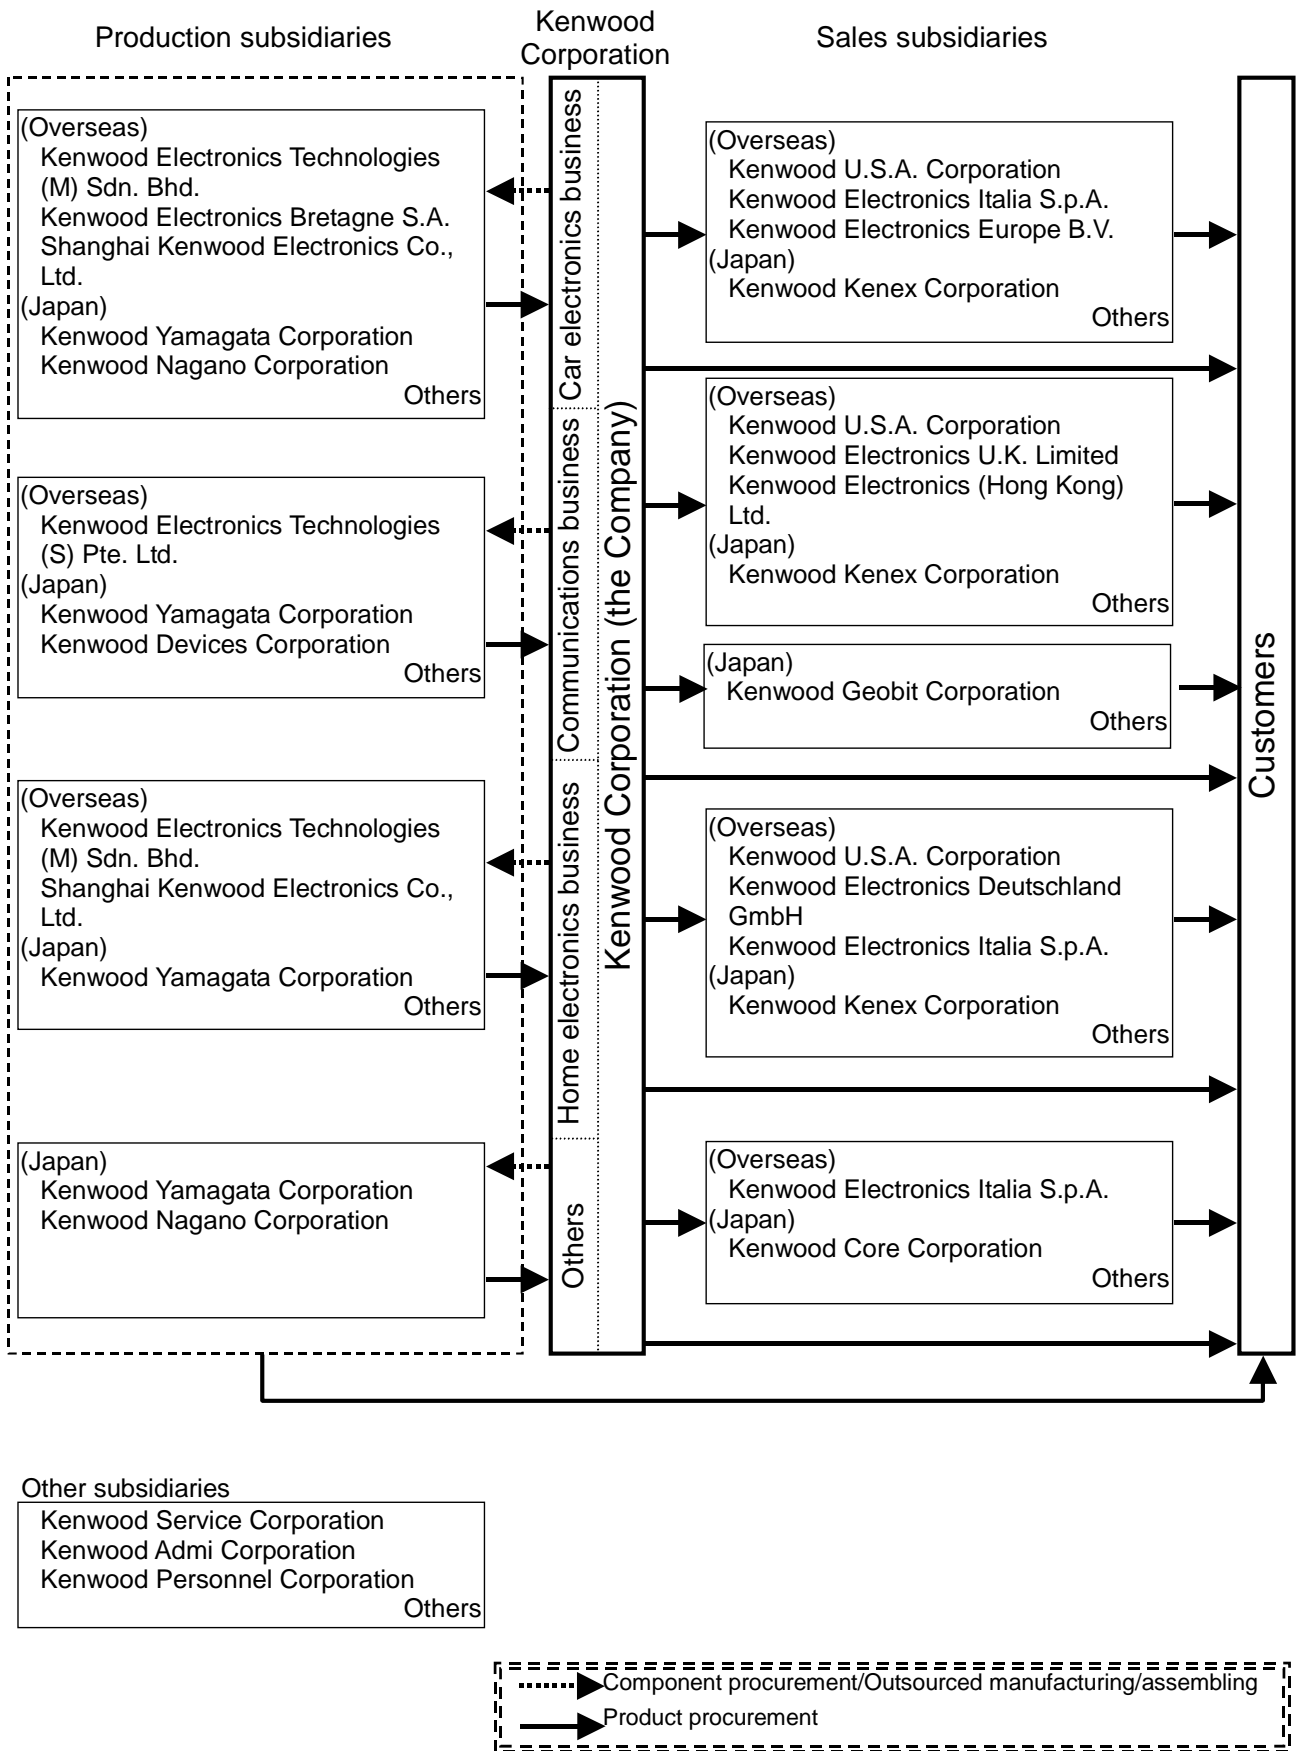 Production subsidiaries
Kenwood
Corporation
Sales subsidiaries
(Overseas)
Kenwood Electronics Technologies
(M) Sdn. Bhd.
Kenwood Electronics Bretagne S.A.
Shanghai Kenwood Electronics Co.,
Ltd.
(Japan)
Kenwood Yamagata Corporation
Kenwood Nagano Corporation
Others
(Overseas)
Kenwood Electronics Technologies
(S) Pte. Ltd.
(Japan)
Kenwood Yamagata Corporation
Kenwood Devices Corporation
Others
(Overseas)
Kenwood Electronics Technologies
(M) Sdn. Bhd.
Shanghai Kenwood Electronics Co.,
Ltd.
(Japan)
Kenwood Yamagata Corporation
Others
(Japan)
Kenwood Yamagata Corporation
Kenwood Nagano Corporation
Car electronics business
Communications business
Home electronics business
Others
Kenwood Corporation (the Company)
(Overseas)
Kenwood U.S.A. Corporation
Kenwood Electronics Italia S.p.A.
Kenwood Electronics Europe B.V.
(Japan)
Kenwood Kenex Corporation
Others
(Overseas)
Kenwood U.S.A. Corporation
Kenwood Electronics U.K. Limited
Kenwood Electronics (Hong Kong)
Ltd.
(Japan)
Kenwood Kenex Corporation
Others
(Japan)
Kenwood Geobit Corporation
Others
(Overseas)
Kenwood U.S.A. Corporation
Kenwood Electronics Deutschland
GmbH
Kenwood Electronics Italia S.p.A.
(Japan)
Kenwood Kenex Corporation
Others
(Overseas)
Kenwood Electronics Italia S.p.A.
(Japan)
Kenwood Core Corporation
Others
Customers
Other subsidiaries
Kenwood Service Corporation
Kenwood Admi Corporation
Kenwood Personnel Corporation
Others
Component procurement/Outsourced manufacturing/assembling
Product procurement